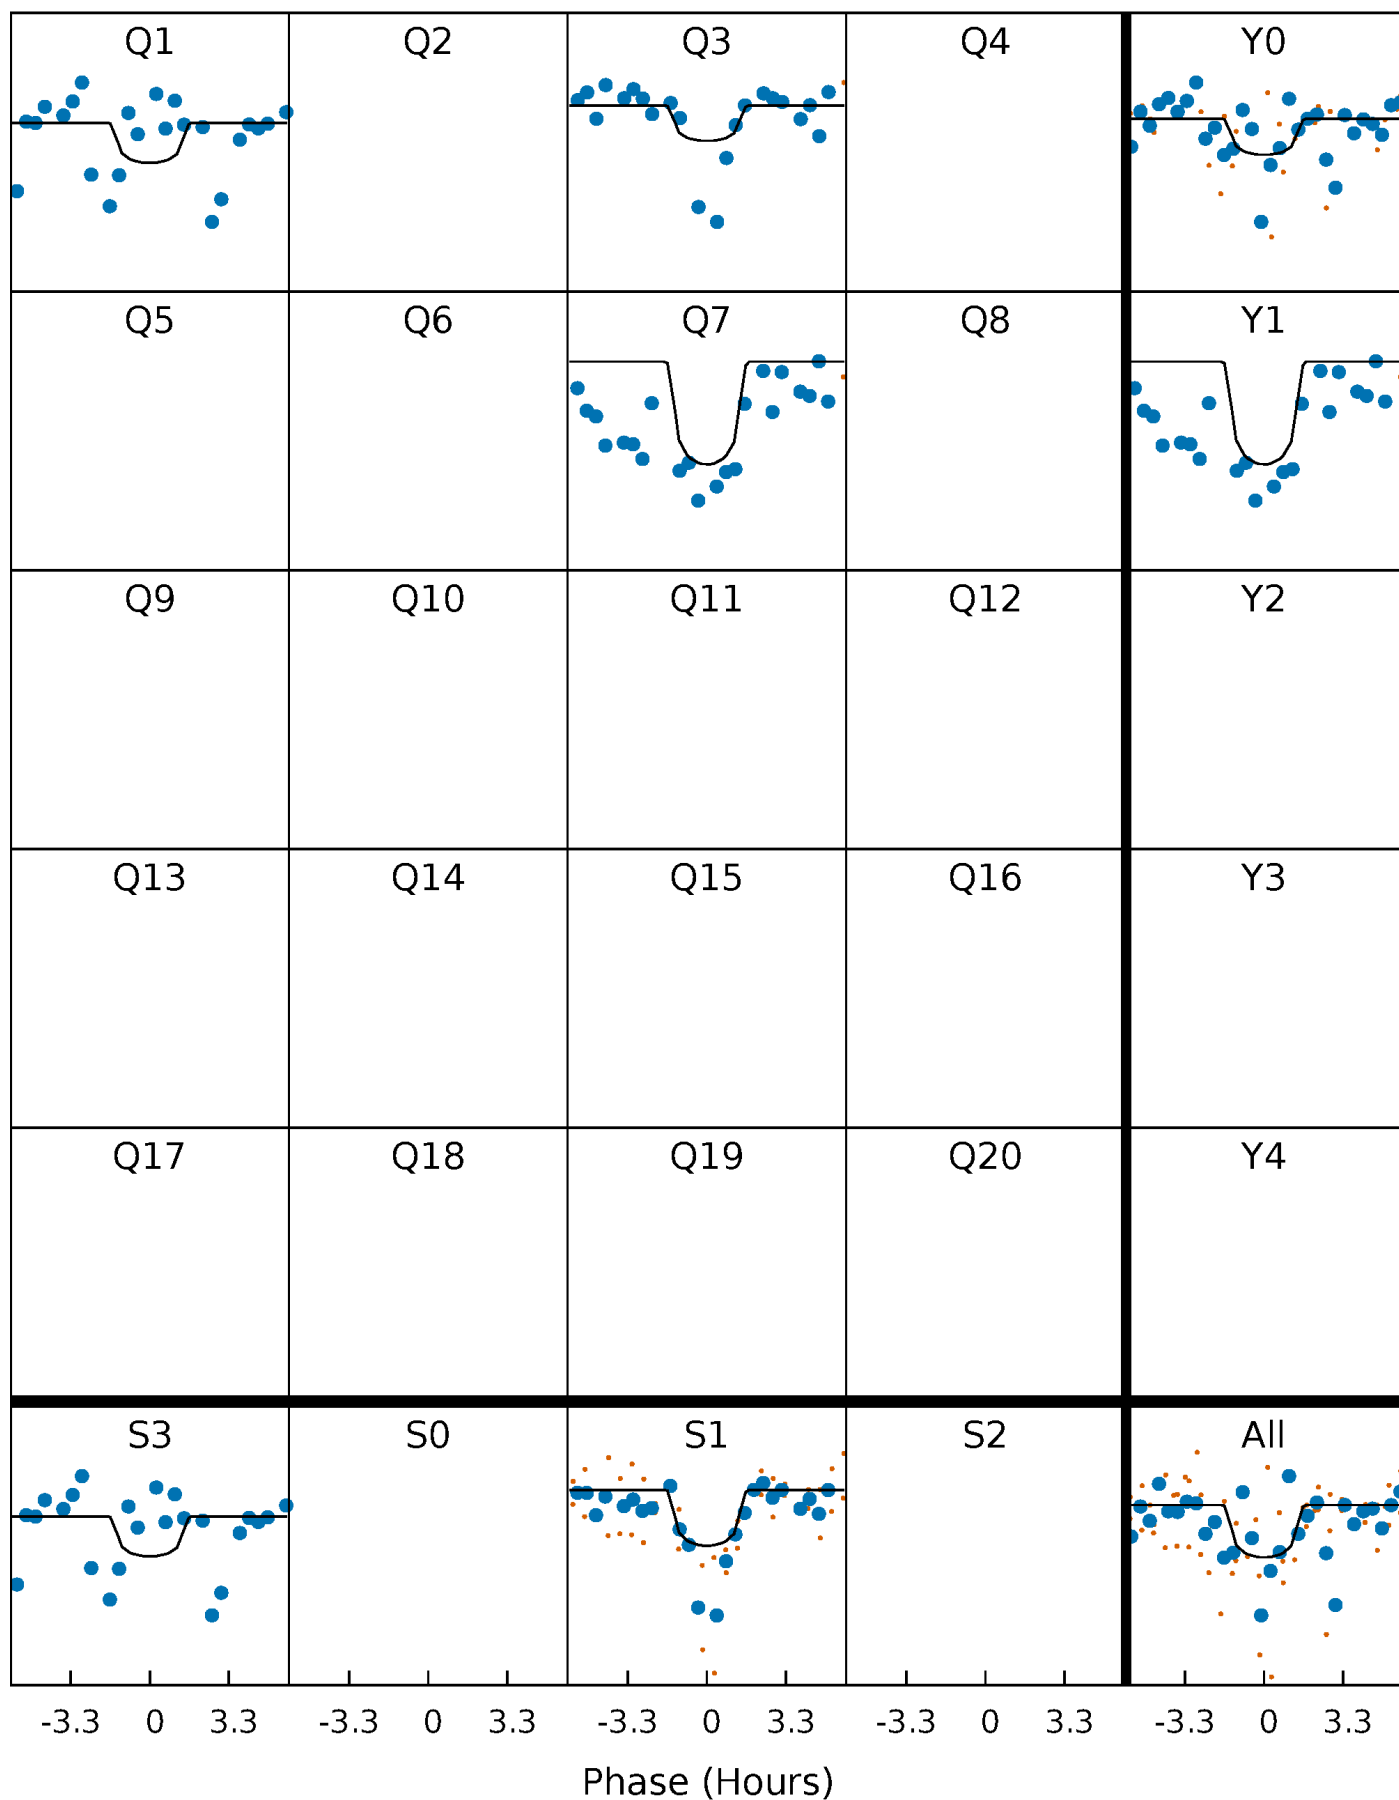 Q1 Q2 Q3 Q4 Y0
Q5 Q6 Q7 Q8 Y1
Q9 Q10 Q11 Q12 Y2
Q13 Q14 Q15 Q16 Y3
Q17 Q18 Q19 Q20 Y4
S3 S0 S1 S2 All
-3.3 0 3.3 -3.3 0 3.3 -3.3 0 3.3 -3.3 0 3.3 -3.3 0 3.3
Phase (Hours)